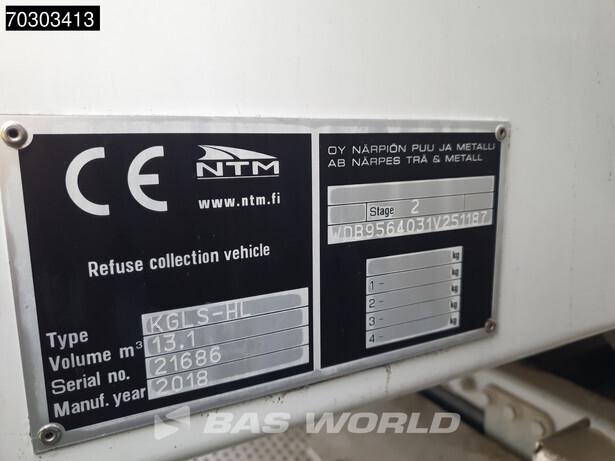 70303413
CE NTM
www.ntm.fi
Refuse collection vehicle
Type KGLS-HL
Volume m³ 13.1
Serial no. 21686
Manuf. year 2018
OY NÄRPIÖN PUU JA METALLI
AB NÄRPES TRÄ & METALL
Stage 2
WDB9564031V251187
kg
1 - kg
2 - kg
3 - kg
4 - kg
BAS WORLD